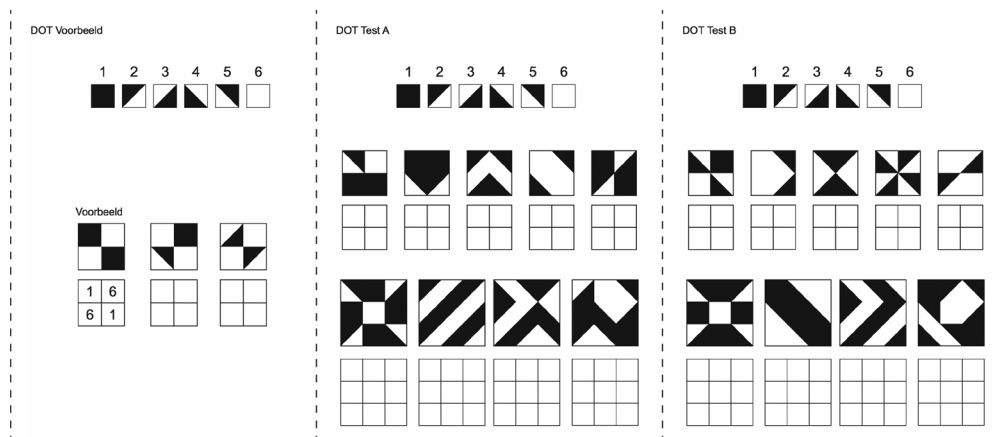 DOT Voorbeeld
1 2 3 4 5 6
Voorbeeld
1 6
6 1
DOT Test A
1 2 3 4 5 6
DOT Test B
1 2 3 4 5 6